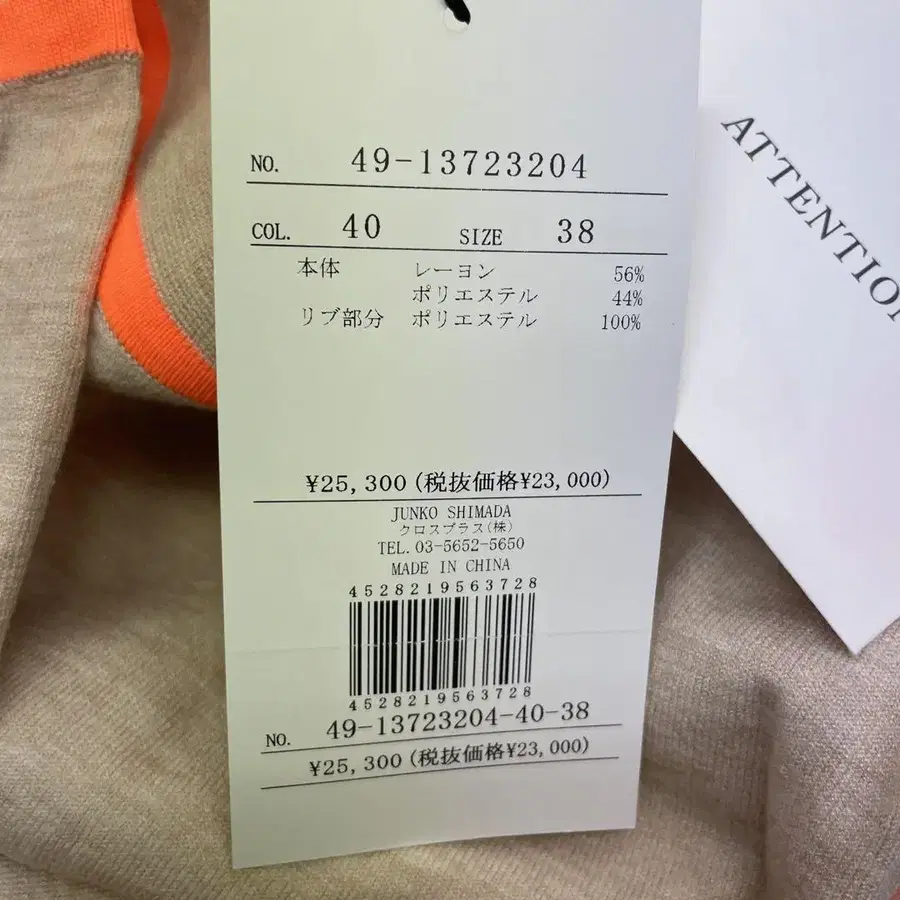 NO. 49-13723204
COL. 40 SIZE 38
本体 レーヨン 56%
ポリエステル 44%
リブ部分 ポリエステル 100%
¥25,300(税抜価格¥23,000)
JUNKO SHIMADA
クロスプラス(株)
TEL. 03-5652-5650
MADE IN CHINA
4528219563728
4528219563728
NO. 49-13723204-40-38
¥25,300(税抜価格¥23,000)
ATTENTION